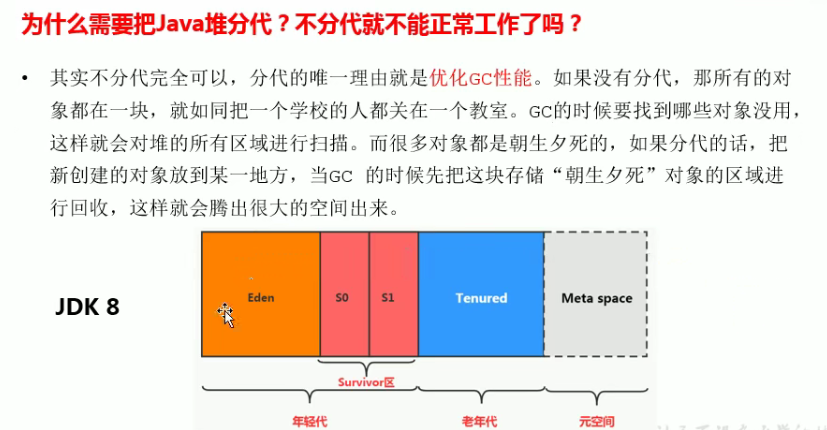 为什么需要把Java堆分代？不分代就不能正常工作了吗？
• 其实不分代完全可以，分代的唯一理由就是优化GC性能。如果没有分代，那所有的对
象都在一块，就如同把一个学校的人都关在一个教室。GC的时候要找到哪些对象没用，
这样就会对堆的所有区域进行扫描。而很多对象都是朝生夕死的，如果分代的话，把
新创建的对象放到某一地方，当GC 的时候先把这块存储“朝生夕死”对象的区域进
行回收，这样就会腾出很大的空间出来。
JDK 8
Eden
S0
S1
Tenured
Meta space
Survivor区
年轻代
老年代
元空间